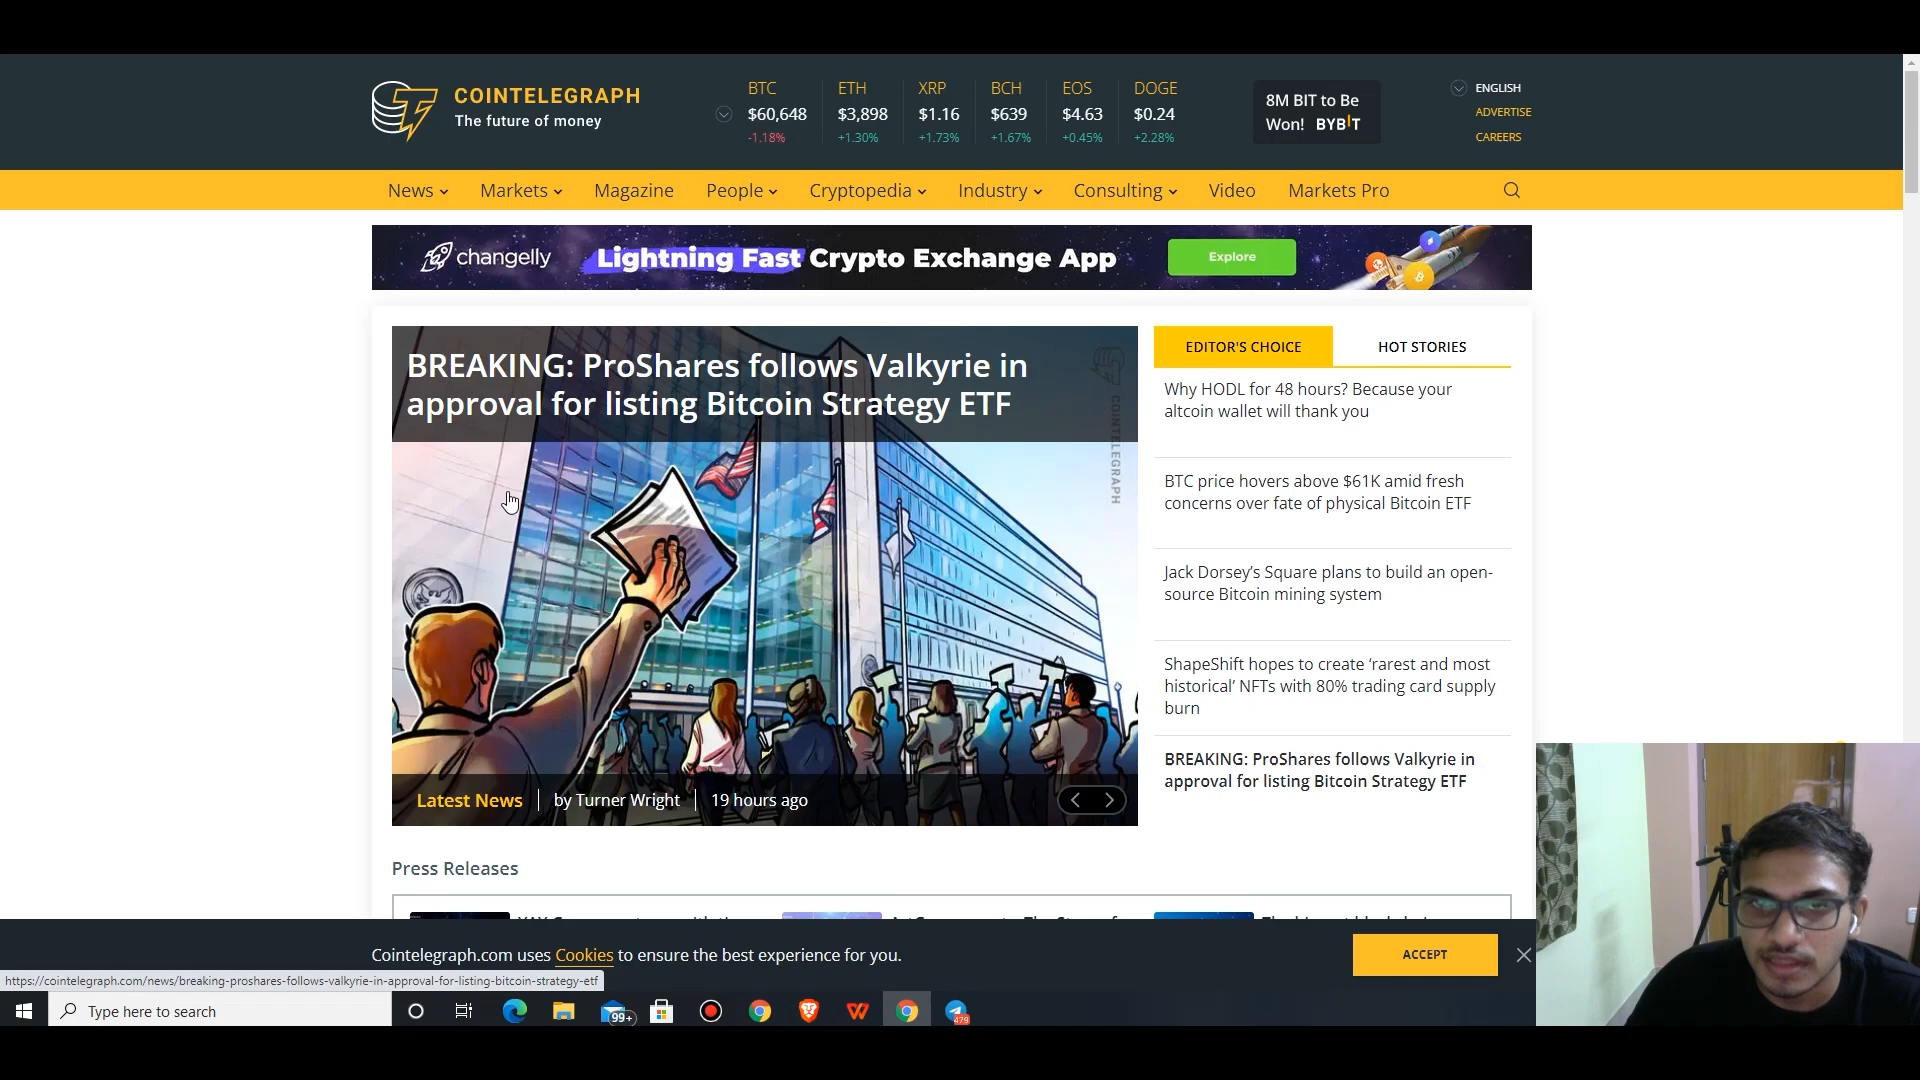 COINTELEGRAPH
The future of money
BTC
$60,648
-1.18%
ETH
$3,898
+1.30%
XRP
$1.16
+1.73%
BCH
$639
+1.67%
EOS
$4.63
+0.45%
DOGE
$0.24
+2.28%
8M BIT to Be
Won! BYBIT
ENGLISH
ADVERTISE
CAREERS
News Markets Magazine People Cryptopedia Industry Consulting Video Markets Pro
changelly Lightning Fast Crypto Exchange App Explore
BREAKING: ProShares follows Valkyrie in
approval for listing Bitcoin Strategy ETF
COINTELEGRAPH
Latest News by Turner Wright 19 hours ago
EDITOR'S CHOICE HOT STORIES
Why HODL for 48 hours? Because your
altcoin wallet will thank you
BTC price hovers above $61K amid fresh
concerns over fate of physical Bitcoin ETF
Jack Dorsey’s Square plans to build an open-
source Bitcoin mining system
ShapeShift hopes to create ‘rarest and most
historical’ NFTs with 80% trading card supply
burn
BREAKING: ProShares follows Valkyrie in
approval for listing Bitcoin Strategy ETF
Press Releases
Cointelegraph.com uses Cookies to ensure the best experience for you.
ACCEPT
https://cointelegraph.com/news/breaking-proshares-follows-valkyrie-in-approval-for-listing-bitcoin-strategy-etf
Type here to search
99+
479